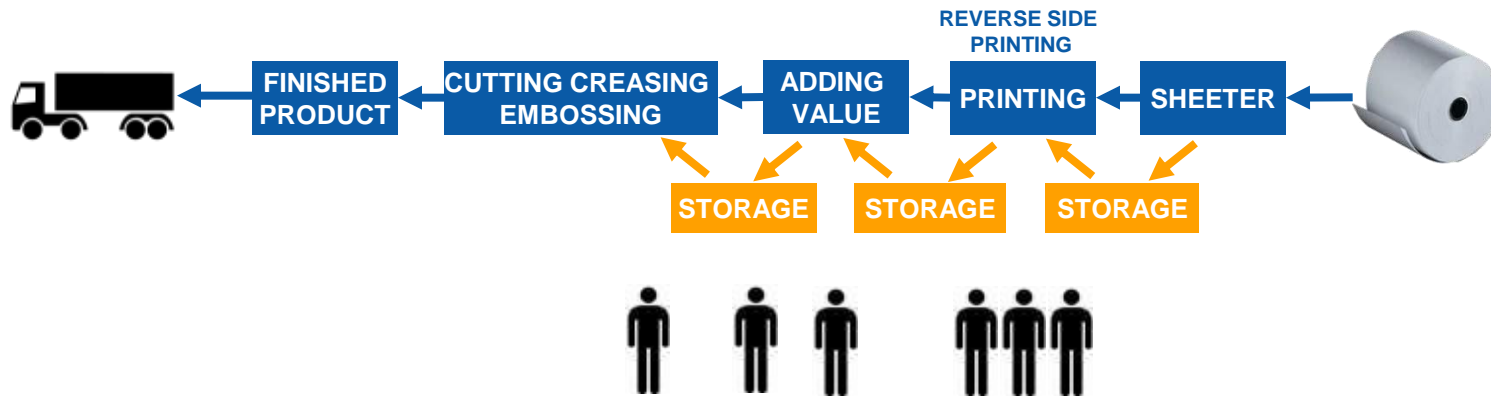 REVERSE SIDE
PRINTING
FINISHED
PRODUCT
CUTTING CREASING
EMBOSSING
ADDING
VALUE
PRINTING
SHEETER
STORAGE
STORAGE
STORAGE